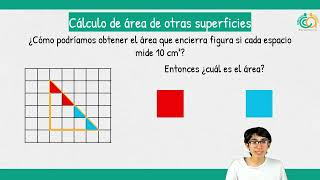 Cálculo de área de otras superficies
¿Cómo podríamos obtener el área que encierra figura si cada espacio
mide 10 cm²?
Entonces ¿cuál es el área?